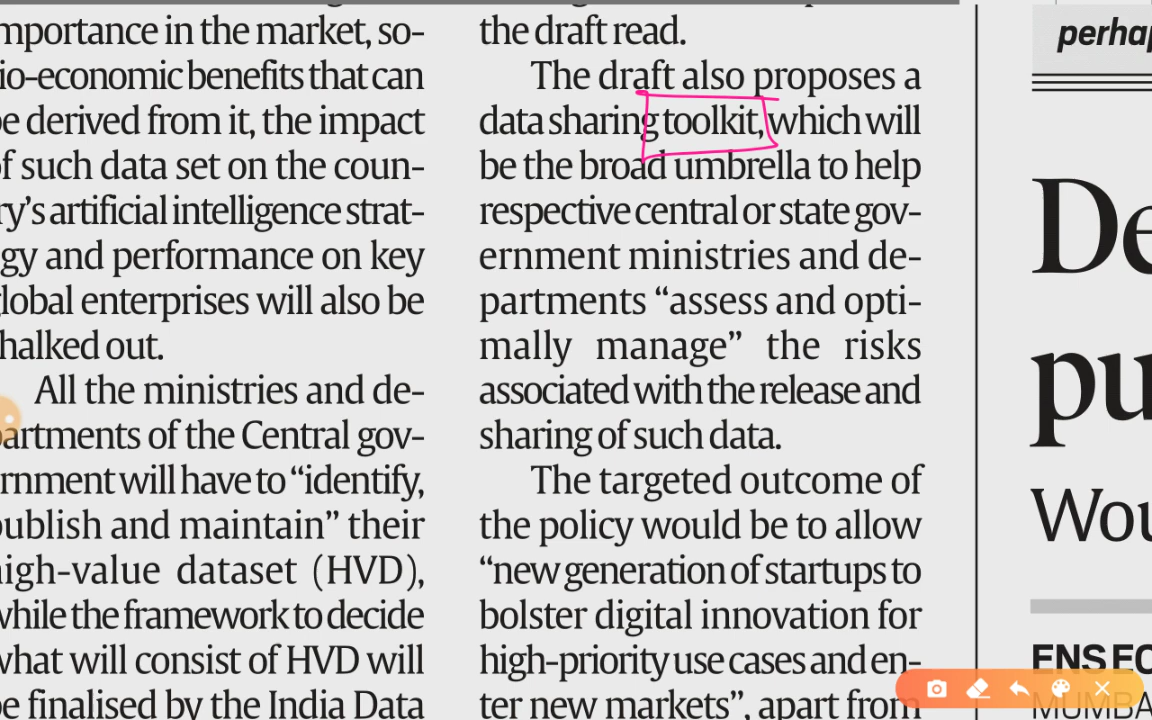 importance in the market, so-
io-economic benefits that can
be derived from it, the impact
of such data set on the coun-
ry’s artificial intelligence strat-
gy and performance on key
global enterprises will also be
halked out.
All the ministries and de-
partments of the Central gov-
ernment will have to “identify,
publish and maintain” their
high-value dataset (HVD),
while the framework to decide
what will consist of HVD will
be finalised by the India Data
the draft read.
The draft also proposes a
data sharing toolkit, which will
be the broad umbrella to help
respective central or state gov-
ernment ministries and de-
partments “assess and opti-
mally manage” the risks
associated with the release and
sharing of such data.
The targeted outcome of
the policy would be to allow
“new generation of startups to
bolster digital innovation for
high-priority use cases and en-
ter new markets”, apart from
perhap
De
pu
Wou
ENS EC
MUMBA